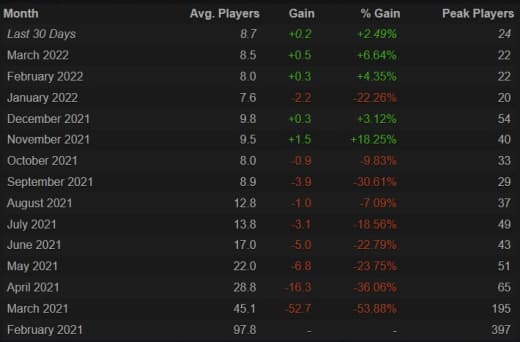 Month Avg. Players Gain % Gain Peak Players
Last 30 Days 8.7 +0.2 +2.49% 24
March 2022 8.5 +0.5 +6.64% 22
February 2022 8.0 +0.3 +4.35% 22
January 2022 7.6 -2.2 -22.26% 20
December 2021 9.8 +0.3 +3.12% 54
November 2021 9.5 +1.5 +18.25% 40
October 2021 8.0 -0.9 -9.83% 33
September 2021 8.9 -3.9 -30.61% 29
August 2021 12.8 -1.0 -7.09% 37
July 2021 13.8 -3.1 -18.56% 49
June 2021 17.0 -5.0 -22.79% 43
May 2021 22.0 -6.8 -23.75% 51
April 2021 28.8 -16.3 -36.06% 65
March 2021 45.1 -52.7 -53.88% 195
February 2021 97.8 - - 397